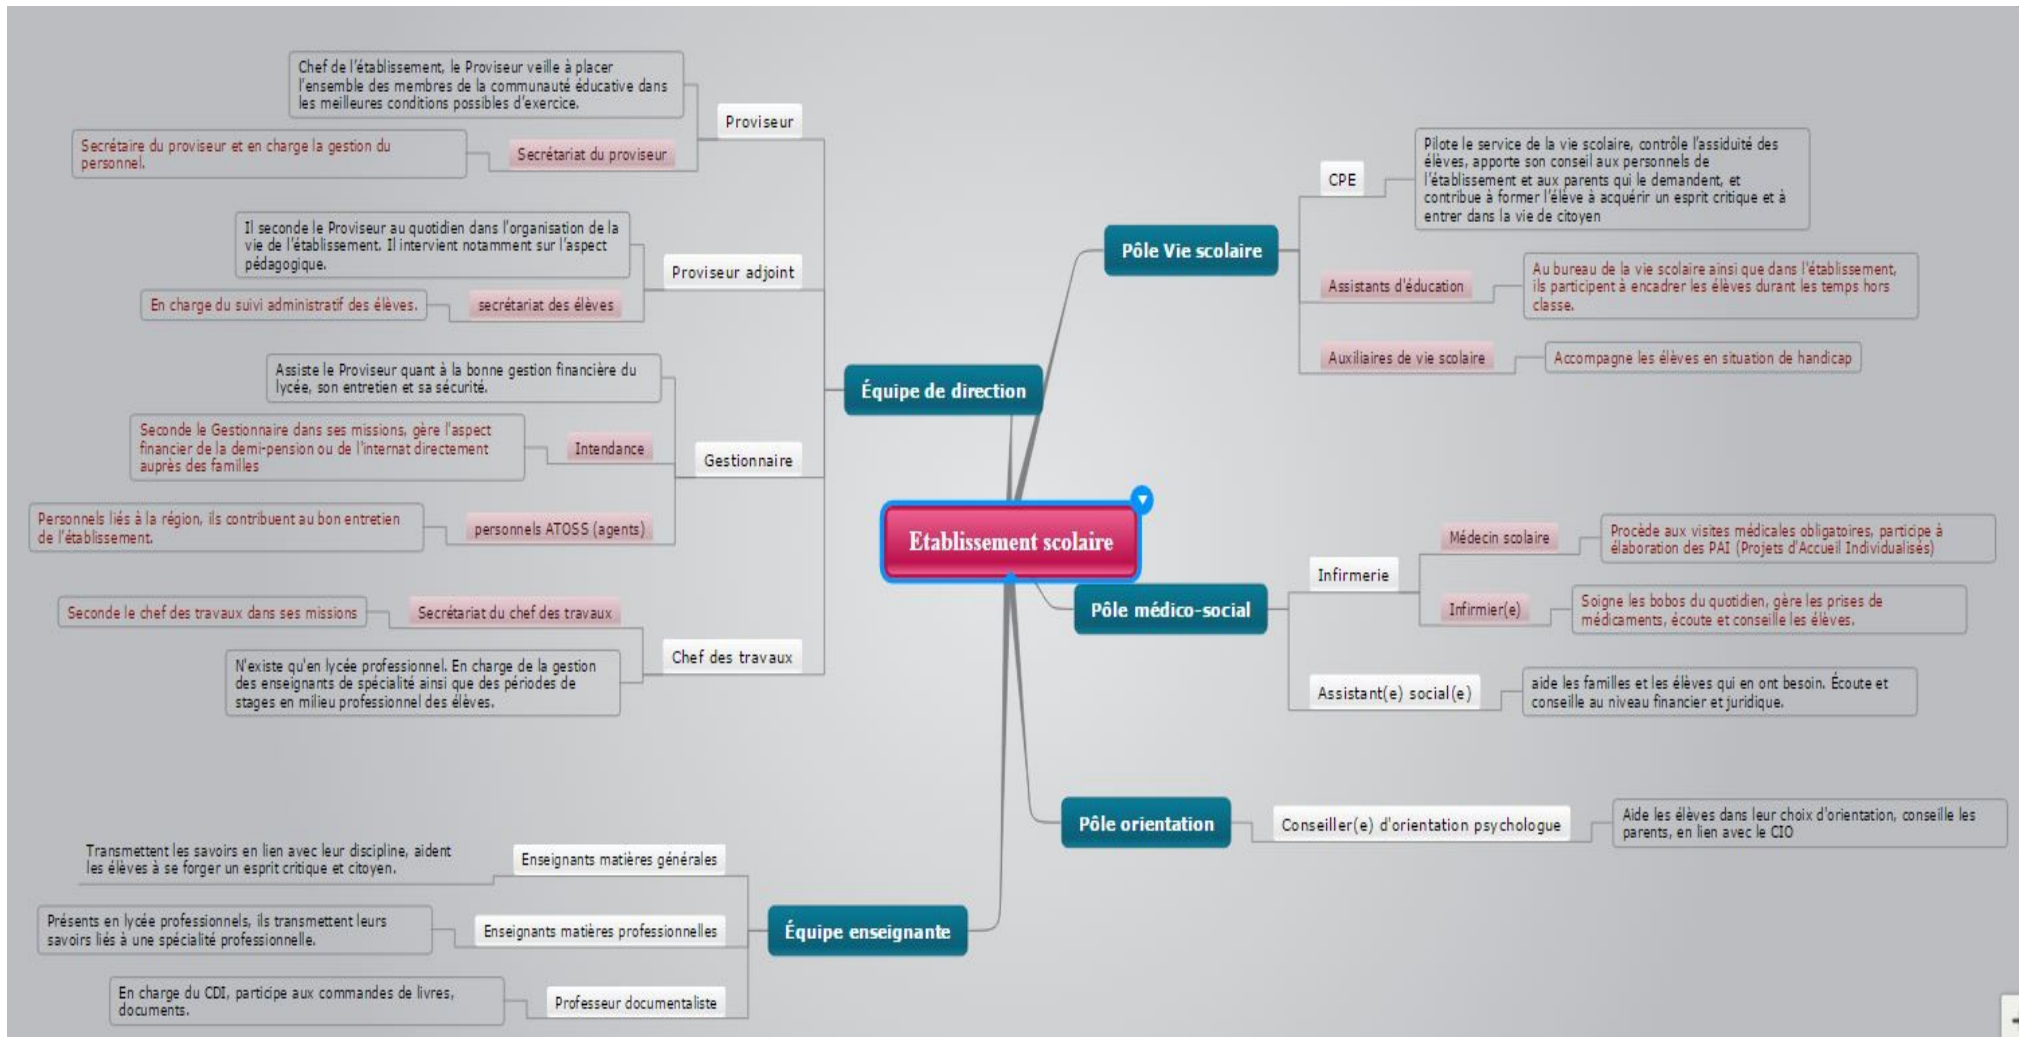 Chef de l'établissement, le Proviseur veille à placer
l'ensemble des membres de la communauté éducative dans
les meilleures conditions possibles d'exercice.
Proviseur
Secrétaire du proviseur et en charge la gestion du
personnel.
Secrétariat du proviseur
Il seconde le Proviseur au quotidien dans l'organisation de la
vie de l'établissement. Il intervient notamment sur l'aspect
pédagogique.
Proviseur adjoint
En charge du suivi administratif des élèves.
secrétariat des élèves
Assiste le Proviseur quant à la bonne gestion financière du
lycée, son entretien et sa sécurité.
Équipe de direction
Seconde le Gestionnaire dans ses missions, gère l'aspect
financier de la demi-pension ou de l'internat directement
auprès des familles
Intendance
Gestionnaire
Personnels liés à la région, ils contribuent au bon entretien
de l'établissement.
personnels ATOSS (agents)
Seconde le chef des travaux dans ses missions
Secrétariat du chef des travaux
Chef des travaux
N'existe qu'en lycée professionnel. En charge de la gestion
des enseignants de spécialité ainsi que des périodes de
stages en milieu professionnel des élèves.
Transmettent les savoirs en lien avec leur discipline, aident
les élèves à se forger un esprit critique et citoyen.
Enseignants matières générales
Présents en lycée professionnels, ils transmettent leurs
savoirs liés à une spécialité professionnelle.
Enseignants matières professionnelles
Équipe enseignante
En charge du CDI, participe aux commandes de livres,
documents.
Professeur documentaliste
Etablissement scolaire
Pôle Vie scolaire
CPE
Pilote le service de la vie scolaire, contrôle l'assiduité des
élèves, apporte son conseil aux personnels de
l'établissement et aux parents qui le demandent, et
contribue à former l'élève à acquérir un esprit critique et à
entrer dans la vie de citoyen
Assistants d'éducation
Au bureau de la vie scolaire ainsi que dans l'établissement,
ils participent à encadrer les élèves durant les temps hors
classe.
Auxiliaires de vie scolaire
Accompagne les élèves en situation de handicap
Pôle médico-social
Infirmerie
Médecin scolaire
Procède aux visites médicales obligatoires, participe à
élaboration des PAI (Projets d'Accueil Individualisés)
Infirmier(e)
Soigne les bobos du quotidien, gère les prises de
médicaments, écoute et conseille les élèves.
Assistant(e) social(e)
aide les familles et les élèves qui en ont besoin. Écoute et
conseille au niveau financier et juridique.
Pôle orientation
Conseiller(e) d'orientation psychologue
Aide les élèves dans leur choix d'orientation, conseille les
parents, en lien avec le CIO